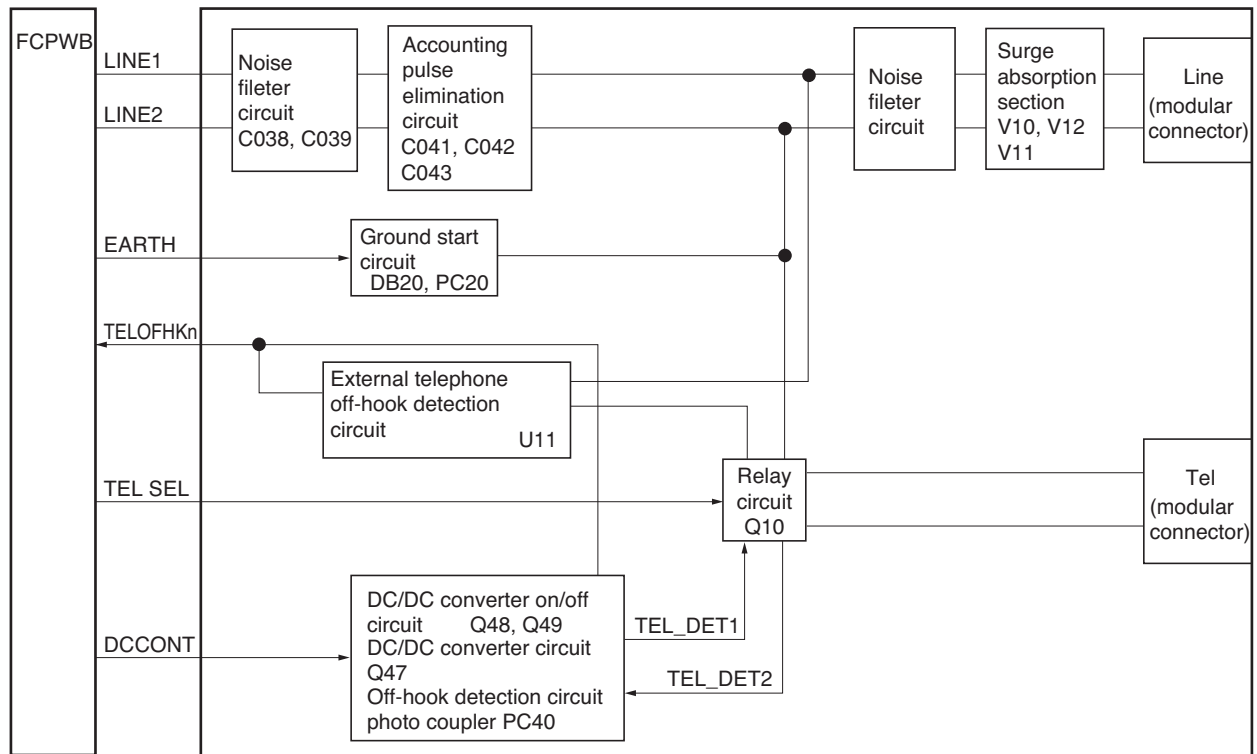 FCPWB
LINE1
LINE2
Noise
fileter
circuit
C038, C039
Accounting
pulse
elimination
circuit
C041, C042
C043
Noise
fileter
circuit
Surge
absorption
section
V10, V12
V11
Line
(modular
connector)
EARTH
Ground start
circuit
DB20, PC20
TELOFHKn
External telephone
off-hook detection
circuit
U11
TEL SEL
Relay
circuit
Q10
Tel
(modular
connector)
DCCONT
DC/DC converter on/off
circuit Q48, Q49
DC/DC converter circuit
Q47
Off-hook detection circuit
photo coupler PC40
TEL_DET1
TEL_DET2